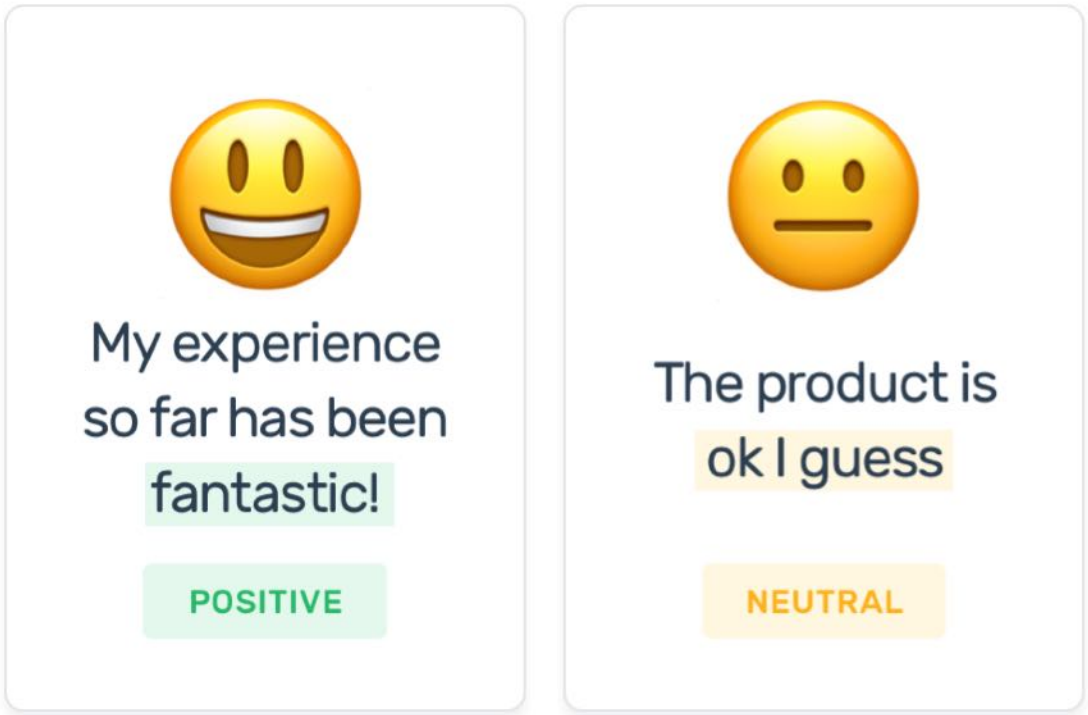 My experience
so far has been
fantastic!
POSITIVE
The product is
ok I guess
NEUTRAL